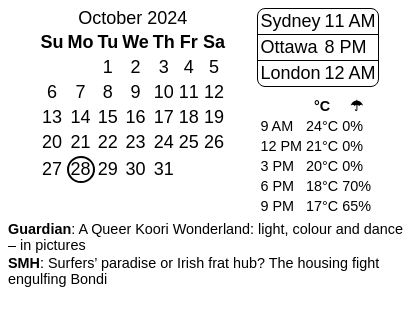 October 2024
Su Mo Tu We Th Fr Sa
1 2 3 4 5
6 7 8 9 10 11 12
13 14 15 16 17 18 19
20 21 22 23 24 25 26
27 28 29 30 31
Sydney 11 AM
Ottawa 8 PM
London 12 AM
°C ☂
9 AM 24°C 0%
12 PM 21°C 0%
3 PM 20°C 0%
6 PM 18°C 70%
9 PM 17°C 65%
Guardian: A Queer Koori Wonderland: light, colour and dance
– in pictures
SMH: Surfers’ paradise or Irish frat hub? The housing fight
engulfing Bondi